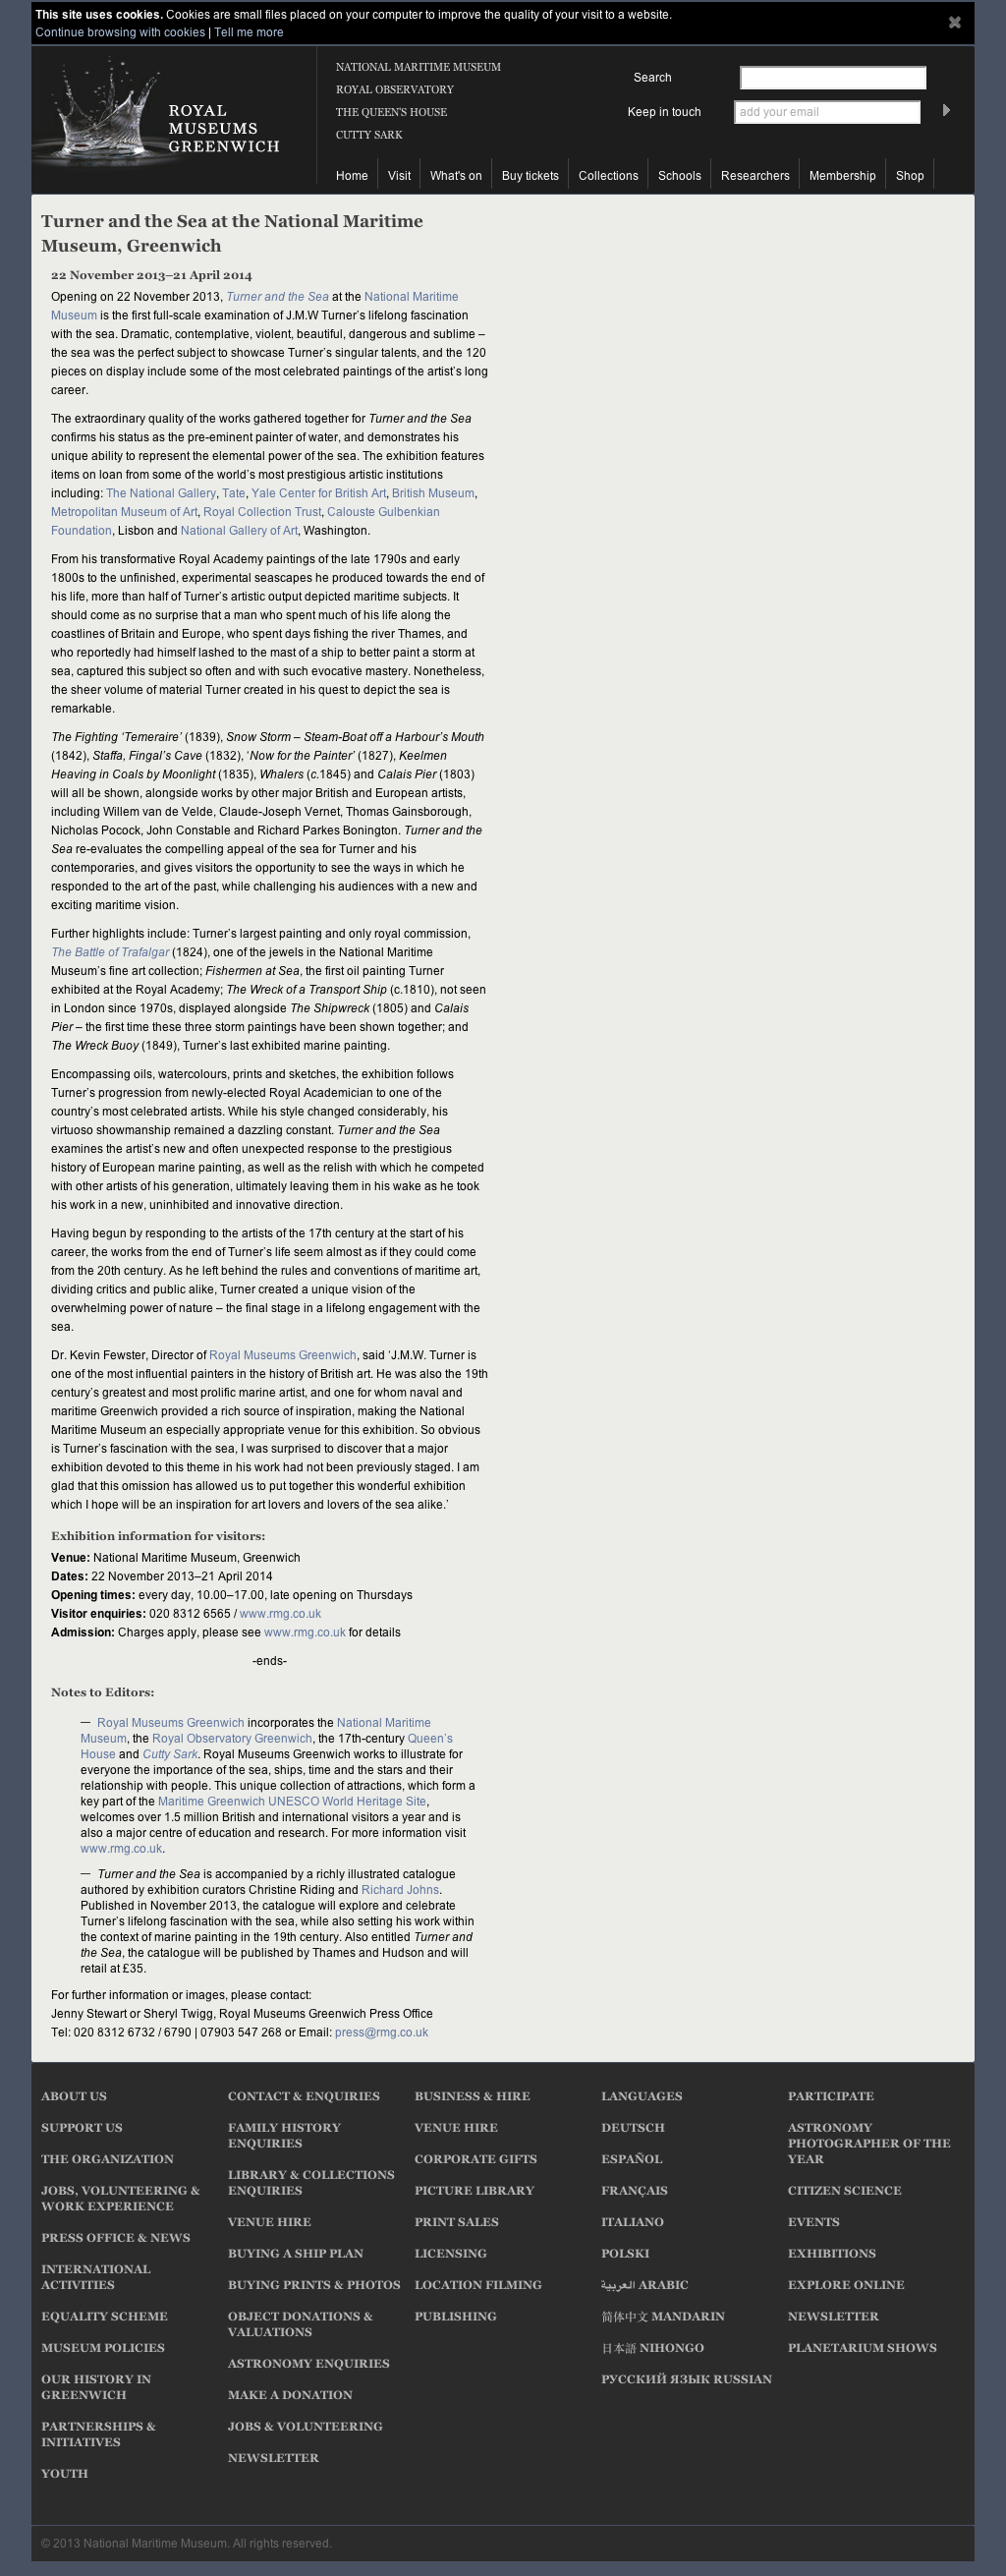 This site uses cookies. Cookies are small files placed on your computer to improve the quality of your visit to a website.
Continue browsing with cookies | Tell me more
ROYAL
MUSEUMS
GREENWICH
NATIONAL MARITIME MUSEUM
ROYAL OBSERVATORY
THE QUEEN'S HOUSE
CUTTY SARK
Search
Keep in touch
add your email
Home
Visit
What's on
Buy tickets
Collections
Schools
Researchers
Membership
Shop
Turner and the Sea at the National Maritime
Museum, Greenwich
22 November 2013–21 April 2014
Opening on 22 November 2013, Turner and the Sea at the National Maritime
Museum is the first full-scale examination of J.M.W Turner's lifelong fascination
with the sea. Dramatic, contemplative, violent, beautiful, dangerous and sublime –
the sea was the perfect subject to showcase Turner's singular talents, and the 120
pieces on display include some of the most celebrated paintings of the artist's long
career.
The extraordinary quality of the works gathered together for Turner and the Sea
confirms his status as the pre-eminent painter of water, and demonstrates his
unique ability to represent the elemental power of the sea. The exhibition features
items on loan from some of the world's most prestigious artistic institutions
including: The National Gallery, Tate, Yale Center for British Art, British Museum,
Metropolitan Museum of Art, Royal Collection Trust, Calouste Gulbenkian
Foundation, Lisbon and National Gallery of Art, Washington.
From his transformative Royal Academy paintings of the late 1790s and early
1800s to the unfinished, experimental seascapes he produced towards the end of
his life, more than half of Turner's artistic output depicted maritime subjects. It
should come as no surprise that a man who spent much of his life along the
coastlines of Britain and Europe, who spent days fishing the river Thames, and
who reportedly had himself lashed to the mast of a ship to better paint a storm at
sea, captured this subject so often and with such evocative mastery. Nonetheless,
the sheer volume of material Turner created in his quest to depict the sea is
remarkable.
The Fighting 'Temeraire' (1839), Snow Storm – Steam-Boat off a Harbour's Mouth
(1842), Staffa, Fingal's Cave (1832), 'Now for the Painter' (1827), Keelmen
Heaving in Coals by Moonlight (1835), Whalers (c.1845) and Calais Pier (1803)
will all be shown, alongside works by other major British and European artists,
including Willem van de Velde, Claude-Joseph Vernet, Thomas Gainsborough,
Nicholas Pocock, John Constable and Richard Parkes Bonington. Turner and the
Sea re-evaluates the compelling appeal of the sea for Turner and his
contemporaries, and gives visitors the opportunity to see the ways in which he
responded to the art of the past, while challenging his audiences with a new and
exciting maritime vision.
Further highlights include: Turner's largest painting and only royal commission,
The Battle of Trafalgar (1824), one of the jewels in the National Maritime
Museum's fine art collection; Fishermen at Sea, the first oil painting Turner
exhibited at the Royal Academy; The Wreck of a Transport Ship (c.1810), not seen
in London since 1970s, displayed alongside The Shipwreck (1805) and Calais
Pier – the first time these three storm paintings have been shown together; and
The Wreck Buoy (1849), Turner's last exhibited marine painting.
Encompassing oils, watercolours, prints and sketches, the exhibition follows
Turner's progression from newly-elected Royal Academician to one of the
country's most celebrated artists. While his style changed considerably, his
virtuoso showmanship remained a dazzling constant. Turner and the Sea
examines the artist's new and often unexpected response to the prestigious
history of European marine painting, as well as the relish with which he competed
with other artists of his generation, ultimately leaving them in his wake as he took
his work in a new, uninhibited and innovative direction.
Having begun by responding to the artists of the 17th century at the start of his
career, the works from the end of Turner's life seem almost as if they could come
from the 20th century. As he left behind the rules and conventions of maritime art,
dividing critics and public alike, Turner created a unique vision of the
overwhelming power of nature – the final stage in a lifelong engagement with the
sea.
Dr. Kevin Fewster, Director of Royal Museums Greenwich, said 'J.M.W. Turner is
one of the most influential painters in the history of British art. He was also the 19th
century's greatest and most prolific marine artist, and one for whom naval and
maritime Greenwich provided a rich source of inspiration, making the National
Maritime Museum an especially appropriate venue for this exhibition. So obvious
is Turner's fascination with the sea, I was surprised to discover that a major
exhibition devoted to this theme in his work had not been previously staged. I am
glad that this omission has allowed us to put together this wonderful exhibition
which I hope will be an inspiration for art lovers and lovers of the sea alike.'
Exhibition information for visitors:
Venue: National Maritime Museum, Greenwich
Dates: 22 November 2013–21 April 2014
Opening times: every day, 10.00–17.00, late opening on Thursdays
Visitor enquiries: 020 8312 6565 / www.rmg.co.uk
Admission: Charges apply, please see www.rmg.co.uk for details
-ends-
Notes to Editors:
— Royal Museums Greenwich incorporates the National Maritime
Museum, the Royal Observatory Greenwich, the 17th-century Queen's
House and Cutty Sark. Royal Museums Greenwich works to illustrate for
everyone the importance of the sea, ships, time and the stars and their
relationship with people. This unique collection of attractions, which form a
key part of the Maritime Greenwich UNESCO World Heritage Site,
welcomes over 1.5 million British and international visitors a year and is
also a major centre of education and research. For more information visit
www.rmg.co.uk.
— Turner and the Sea is accompanied by a richly illustrated catalogue
authored by exhibition curators Christine Riding and Richard Johns.
Published in November 2013, the catalogue will explore and celebrate
Turner's lifelong fascination with the sea, while also setting his work within
the context of marine painting in the 19th century. Also entitled Turner and
the Sea, the catalogue will be published by Thames and Hudson and will
retail at £35.
For further information or images, please contact:
Jenny Stewart or Sheryl Twigg, Royal Museums Greenwich Press Office
Tel: 020 8312 6732 / 6790 | 07903 547 268 or Email: press@rmg.co.uk
ABOUT US
SUPPORT US
THE ORGANIZATION
JOBS, VOLUNTEERING &
WORK EXPERIENCE
PRESS OFFICE & NEWS
INTERNATIONAL
ACTIVITIES
EQUALITY SCHEME
MUSEUM POLICIES
OUR HISTORY IN
GREENWICH
PARTNERSHIPS &
INITIATIVES
YOUTH
CONTACT & ENQUIRIES
FAMILY HISTORY
ENQUIRIES
LIBRARY & COLLECTIONS
ENQUIRIES
VENUE HIRE
BUYING A SHIP PLAN
BUYING PRINTS & PHOTOS
OBJECT DONATIONS &
VALUATIONS
ASTRONOMY ENQUIRIES
MAKE A DONATION
JOBS & VOLUNTEERING
NEWSLETTER
BUSINESS & HIRE
VENUE HIRE
CORPORATE GIFTS
PICTURE LIBRARY
PRINT SALES
LICENSING
LOCATION FILMING
PUBLISHING
LANGUAGES
DEUTSCH
ESPAÑOL
FRANÇAIS
ITALIANO
POLSKI
العربية ARABIC
简体中文 MANDARIN
日本語 NIHONGO
РУССКИЙ ЯЗЫК RUSSIAN
PARTICIPATE
ASTRONOMY
PHOTOGRAPHER OF THE
YEAR
CITIZEN SCIENCE
EVENTS
EXHIBITIONS
EXPLORE ONLINE
NEWSLETTER
PLANETARIUM SHOWS
© 2013 National Maritime Museum. All rights reserved.